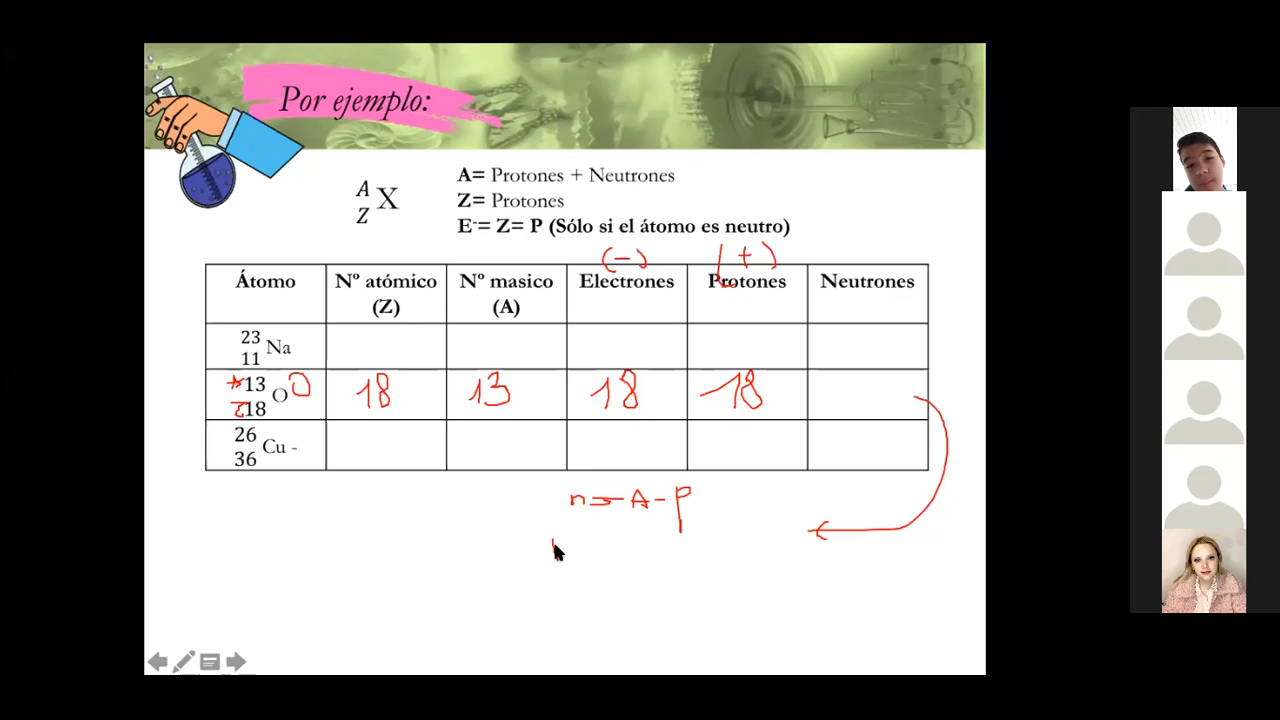 Por ejemplo:
A
Z X
A= Protones + Neutrones
Z= Protones
E⁻= Z= P (Sólo si el átomo es neutro)
(-) (+)
Átomo Nº atómico (Z) Nº masico (A) Electrones Protones Neutrones
23
11 Na
A 13
Z 18 O 0 18 13 18 18
26
36 Cu -
n = A - P